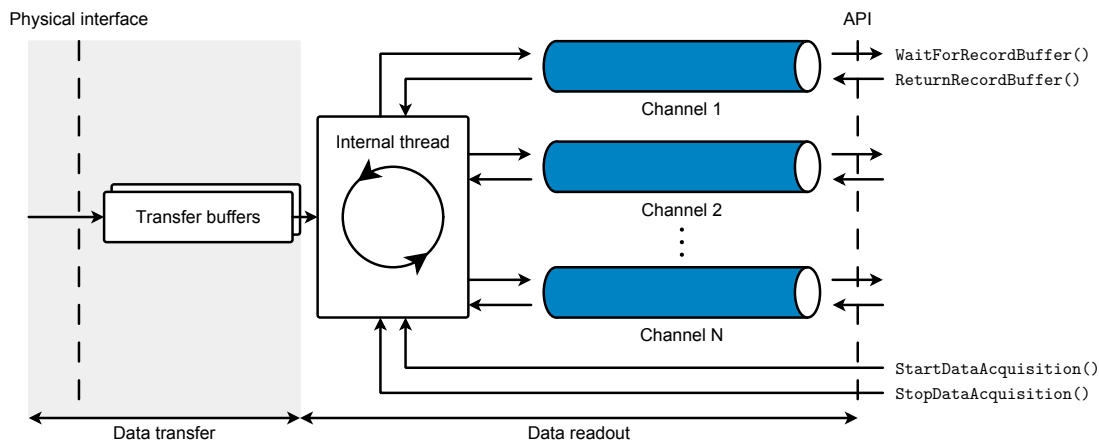 Physical interface
API
WaitForRecordBuffer()
ReturnRecordBuffer()
Channel 1
Internal thread
Transfer buffers
Channel 2
Channel N
StartDataAcquisition()
StopDataAcquisition()
Data transfer
Data readout